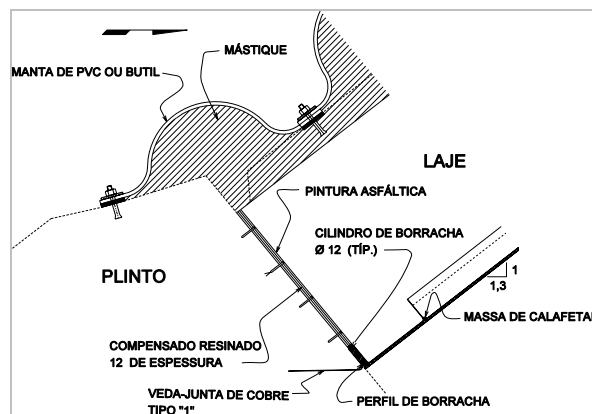 MÁSTIQUE
MANTA DE PVC OU BUTIL
LAJE
PINTURA ASFÁLTICA
CILINDRO DE BORRACHA
Ø 12 (TÍP.)
PLINTO
1
1,3
MASSA DE CALAFETA
COMPENSADO RESINADO
12 DE ESPESSURA
VEDA-JUNTA DE COBRE
TIPO "1"
PERFIL DE BORRACHA